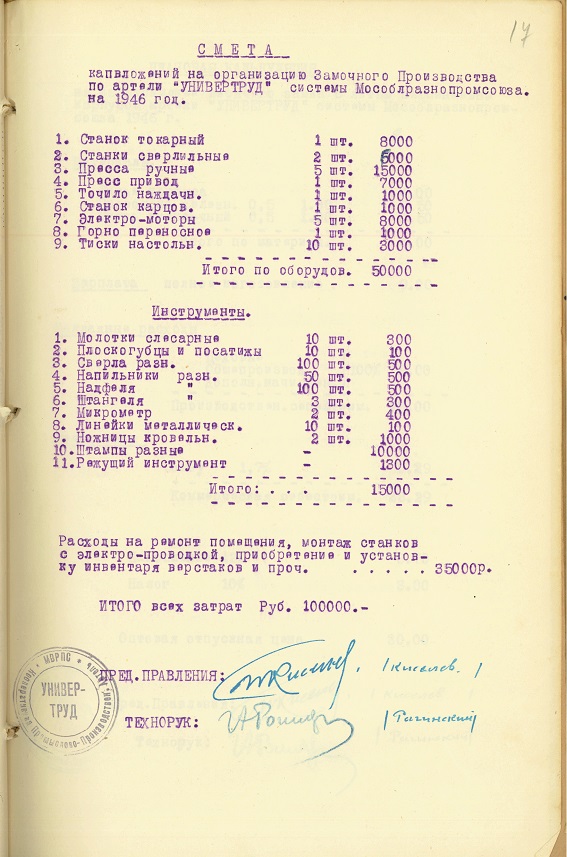 17
СМЕТА
капвложений на организацию Замочного Производства
по артели "УНИВЕРТРУД" системы Мособлразнопромсоюза.
на 1946 год.
1. Станок токарный 1 шт. 8000
2. Станки сверлильные 2 шт. 6000
3. Пресса ручные 5 шт. 15000
4. Пресс привод 1 шт. 7000
5. Точило наждачн. 1 шт. 1000
6. Станок карцов. 1 шт. 1000
7. Электро-моторы 5 шт. 8000
8. Горно переносное 1 шт. 1000
9. Тиски настольн. 10 шт. 3000
Итого по оборудов. 50000
Инструменты.
1. Молотки слесарные 10 шт. 300
2. Плоскогубцы и посатижы 10 шт. 100
3. Сверла разн. 100 шт. 500
4. Напильники разн. 50 шт. 500
5. Надфеля " 100 шт. 500
6. Штангеля " 3 шт. 300
7. Микрометр 2 шт. 400
8. Линейки металлическ. 10 шт. 100
9. Ножницы кровельн. 2 шт. 1000
10. Штампы разные - 10000
11. Режущий инструмент - 1300
Итого: . . . . 15000
Расходы на ремонт помещения, монтаж станков
с электро-проводкой, приобретение и установ-
ку инвентаря верстаков и проч. . . . . . 35000р.
ИТОГО всех затрат Руб. 100000.-
ПРЕД.ПРАВЛЕНИЯ: /Киселев./
ТЕХНОРУК: /Рагинский/
МВРПС
УНИВЕР-
ТРУД